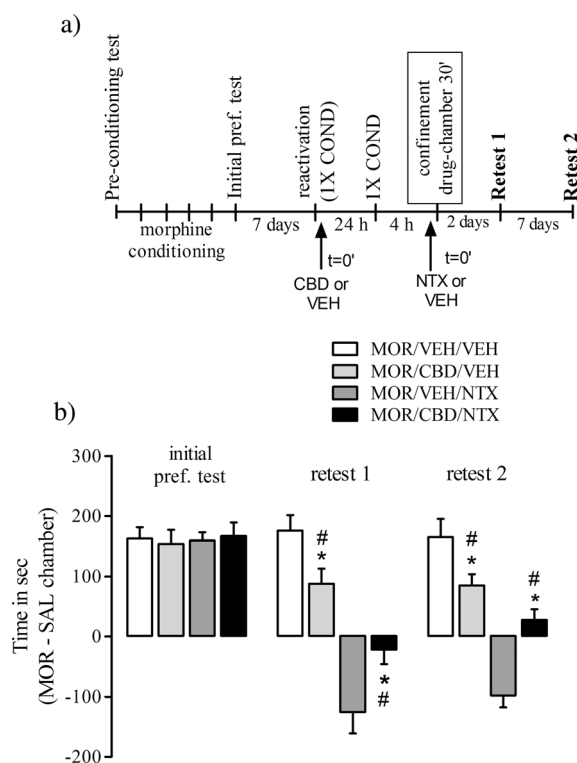 a)
Pre-conditioning test
Initial pref. test
reactivation
(1X COND)
1X COND
confinement
drug-chamber 30'
Retest 1
Retest 2
morphine
conditioning
7 days
24 h
4 h
2 days
7 days
t=0'
CBD or
VEH
t=0'
NTX or
VEH
MOR/VEH/VEH
MOR/CBD/VEH
MOR/VEH/NTX
MOR/CBD/NTX
b)
Time in sec
(MOR - SAL chamber)
300
200
100
0
-100
-200
initial
pref. test
retest 1
retest 2
#
*
*
#
#
*
#
*